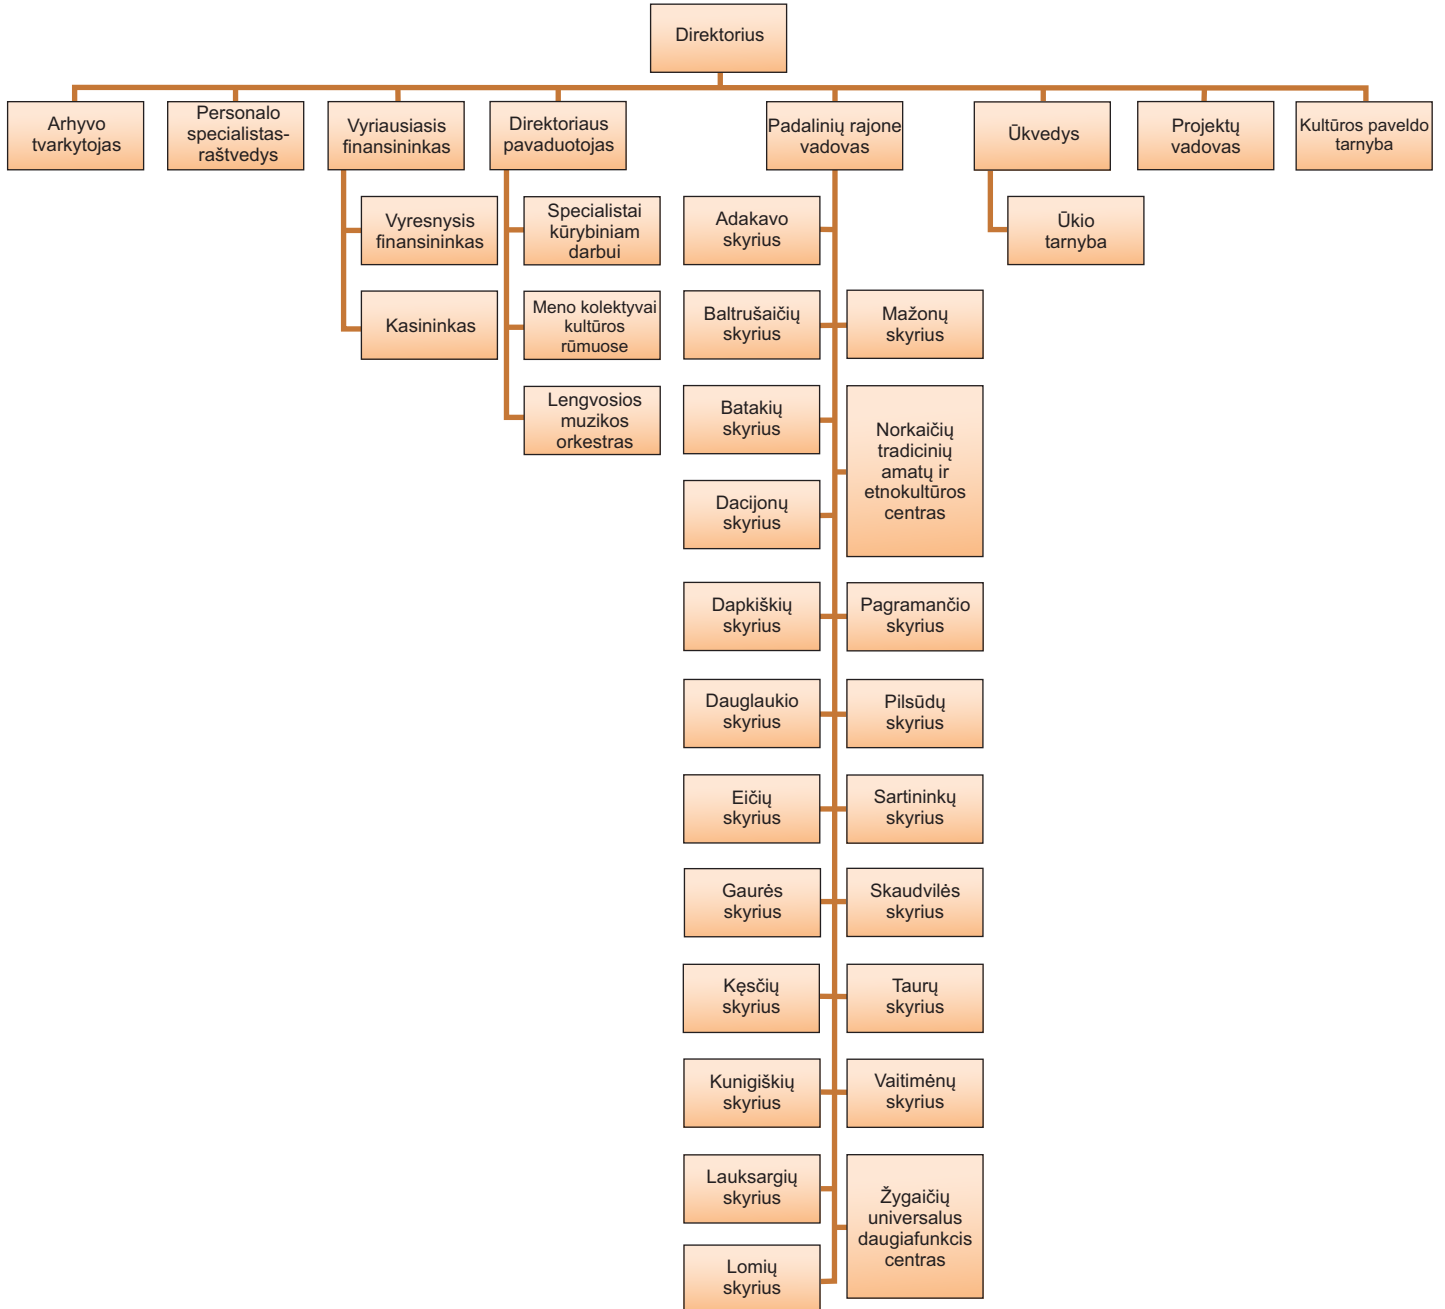 Direktorius
Arhyvo
tvarkytojas
Personalo
specialistas-
raštvedys
Vyriausiasis
finansininkas
Direktoriaus
pavaduotojas
Padalinių rajone
vadovas
Ūkvedys
Projektų
vadovas
Kultūros paveldo
tarnyba
Vyresnysis
finansininkas
Kasininkas
Specialistai
kūrybiniam
darbui
Meno kolektyvai
kultūros
rūmuose
Lengvosios
muzikos
orkestras
Adakavo
skyrius
Baltrušaičių
skyrius
Batakių
skyrius
Dacijonų
skyrius
Dapkiškių
skyrius
Dauglaukio
skyrius
Eičių
skyrius
Gaurės
skyrius
Kęsčių
skyrius
Kunigiškių
skyrius
Lauksargių
skyrius
Lomių
skyrius
Mažonų
skyrius
Norkaičių
tradicinių
amatų ir
etnokultūros
centras
Pagramančio
skyrius
Pilsūdų
skyrius
Sartininkų
skyrius
Skaudvilės
skyrius
Taurų
skyrius
Vaitimėnų
skyrius
Žygaičių
universalus
daugiafunkcis
centras
Ūkio
tarnyba